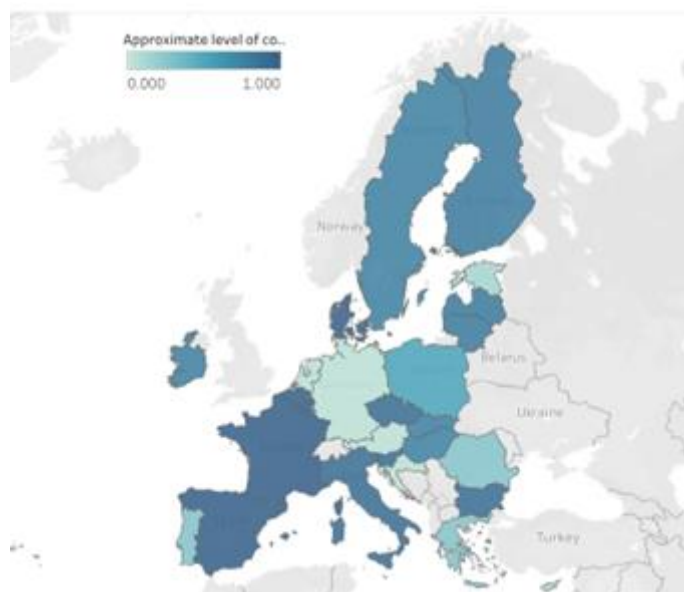 Approximate level of co..
0.000 1.000
Norway
Belarus
Ukraine
Turkey